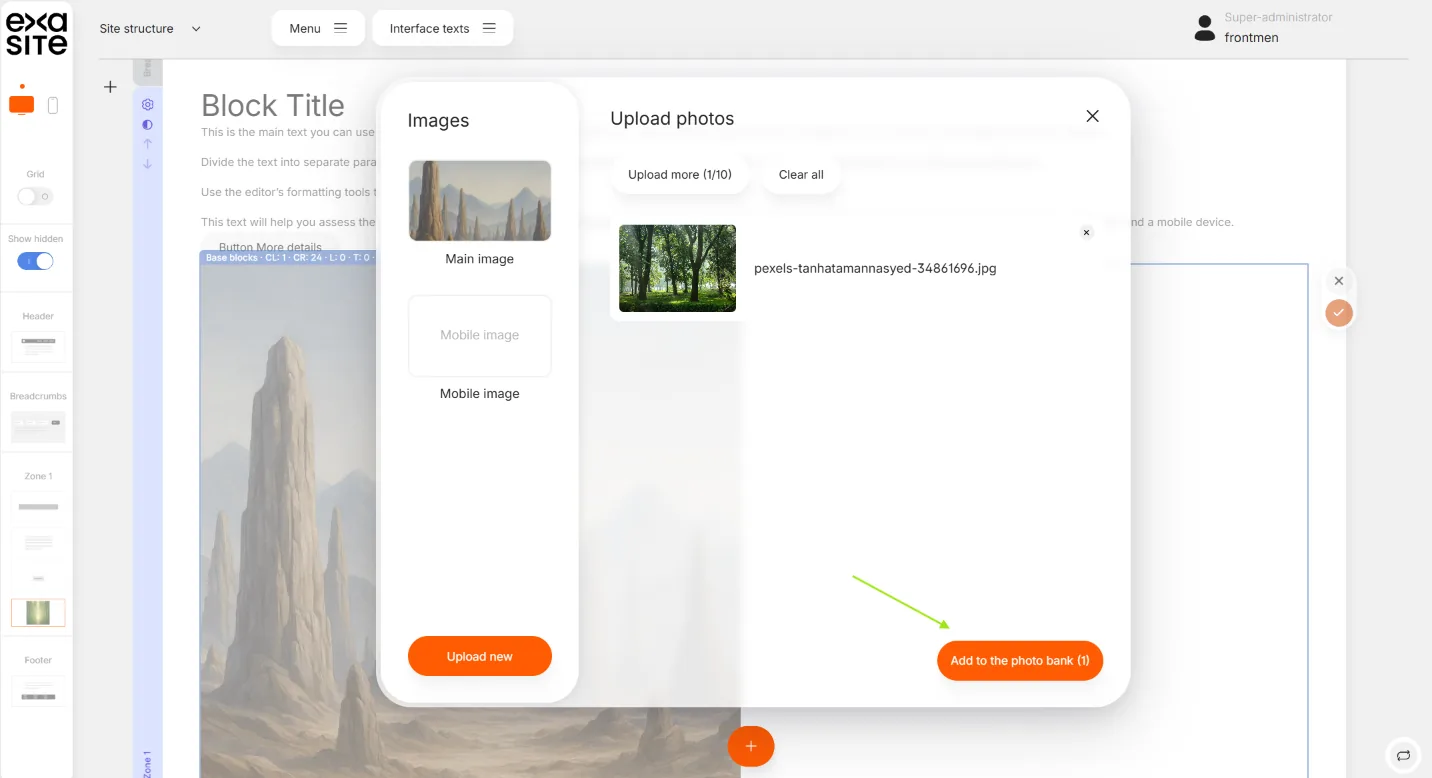 exa
siте
Site structure
Menu
Interface texts
Super-administrator
frontmen
Grid
Show hidden
Header
Breadcrumbs
Zone 1
Footer
Zone 1
Block Title
This is the main text you can use
Divide the text into separate para
Use the editor's formatting tools t
This text will help you assess the
nd a mobile device.
Button More details
Base blocks · CL: 1 · CR: 24 · L: 0 · T: 0 ·
Images
Main image
Mobile image
Mobile image
Upload new
Upload photos
Upload more (1/10)
Clear all
pexels-tanhatamannasyed-34861696.jpg
Add to the photo bank (1)